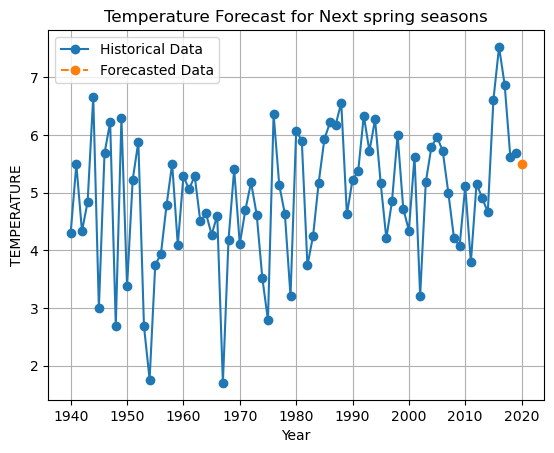 Temperature Forecast for Next spring seasons
Historical Data
Forecasted Data
TEMPERATURE
7
6
5
4
3
2
1940 1950 1960 1970 1980 1990 2000 2010 2020
Year